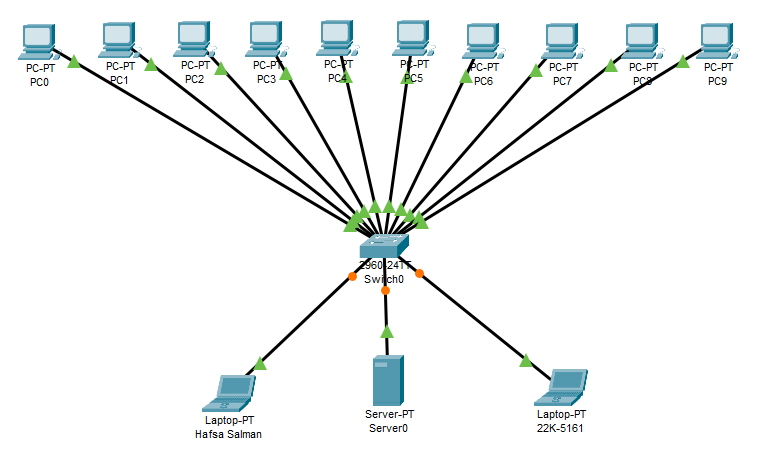 PC-PT
PC0
PC-PT
PC1
PC-PT
PC2
PC-PT
PC3
PC-PT
PC4
PC-PT
PC5
PC-PT
PC6
PC-PT
PC7
PC-PT
PC8
PC-PT
PC9
2960-24TT
Switch0
Laptop-PT
Hafsa Salman
Server-PT
Server0
Laptop-PT
22K-5161